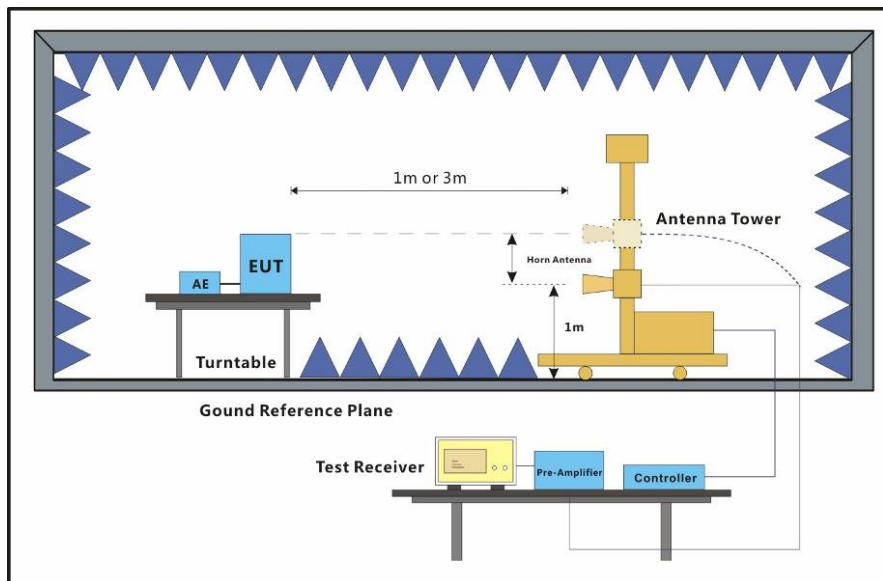 1m or 3m
Antenna Tower
Horn Antenna
EUT
AE
1m
Turntable
Gound Reference Plane
Test Receiver
Pre-Amplifier
Controller